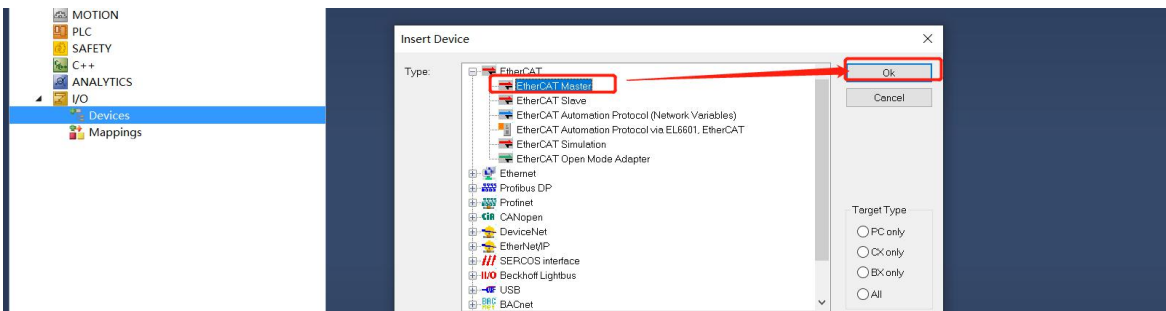 MOTION
PLC
SAFETY
C++
ANALYTICS
I/O
Devices
Mappings
Insert Device
Type:
EtherCAT
EtherCAT Master
EtherCAT Slave
EtherCAT Automation Protocol (Network Variables)
EtherCAT Automation Protocol via EL6601, EtherCAT
EtherCAT Simulation
EtherCAT Open Mode Adapter
Ethernet
Profibus DP
Profinet
CANopen
DeviceNet
EtherNet/IP
SERCOS interface
Beckhoff Lightbus
USB
BACnet
Ok
Cancel
Target Type
PC only
CX only
BX only
All